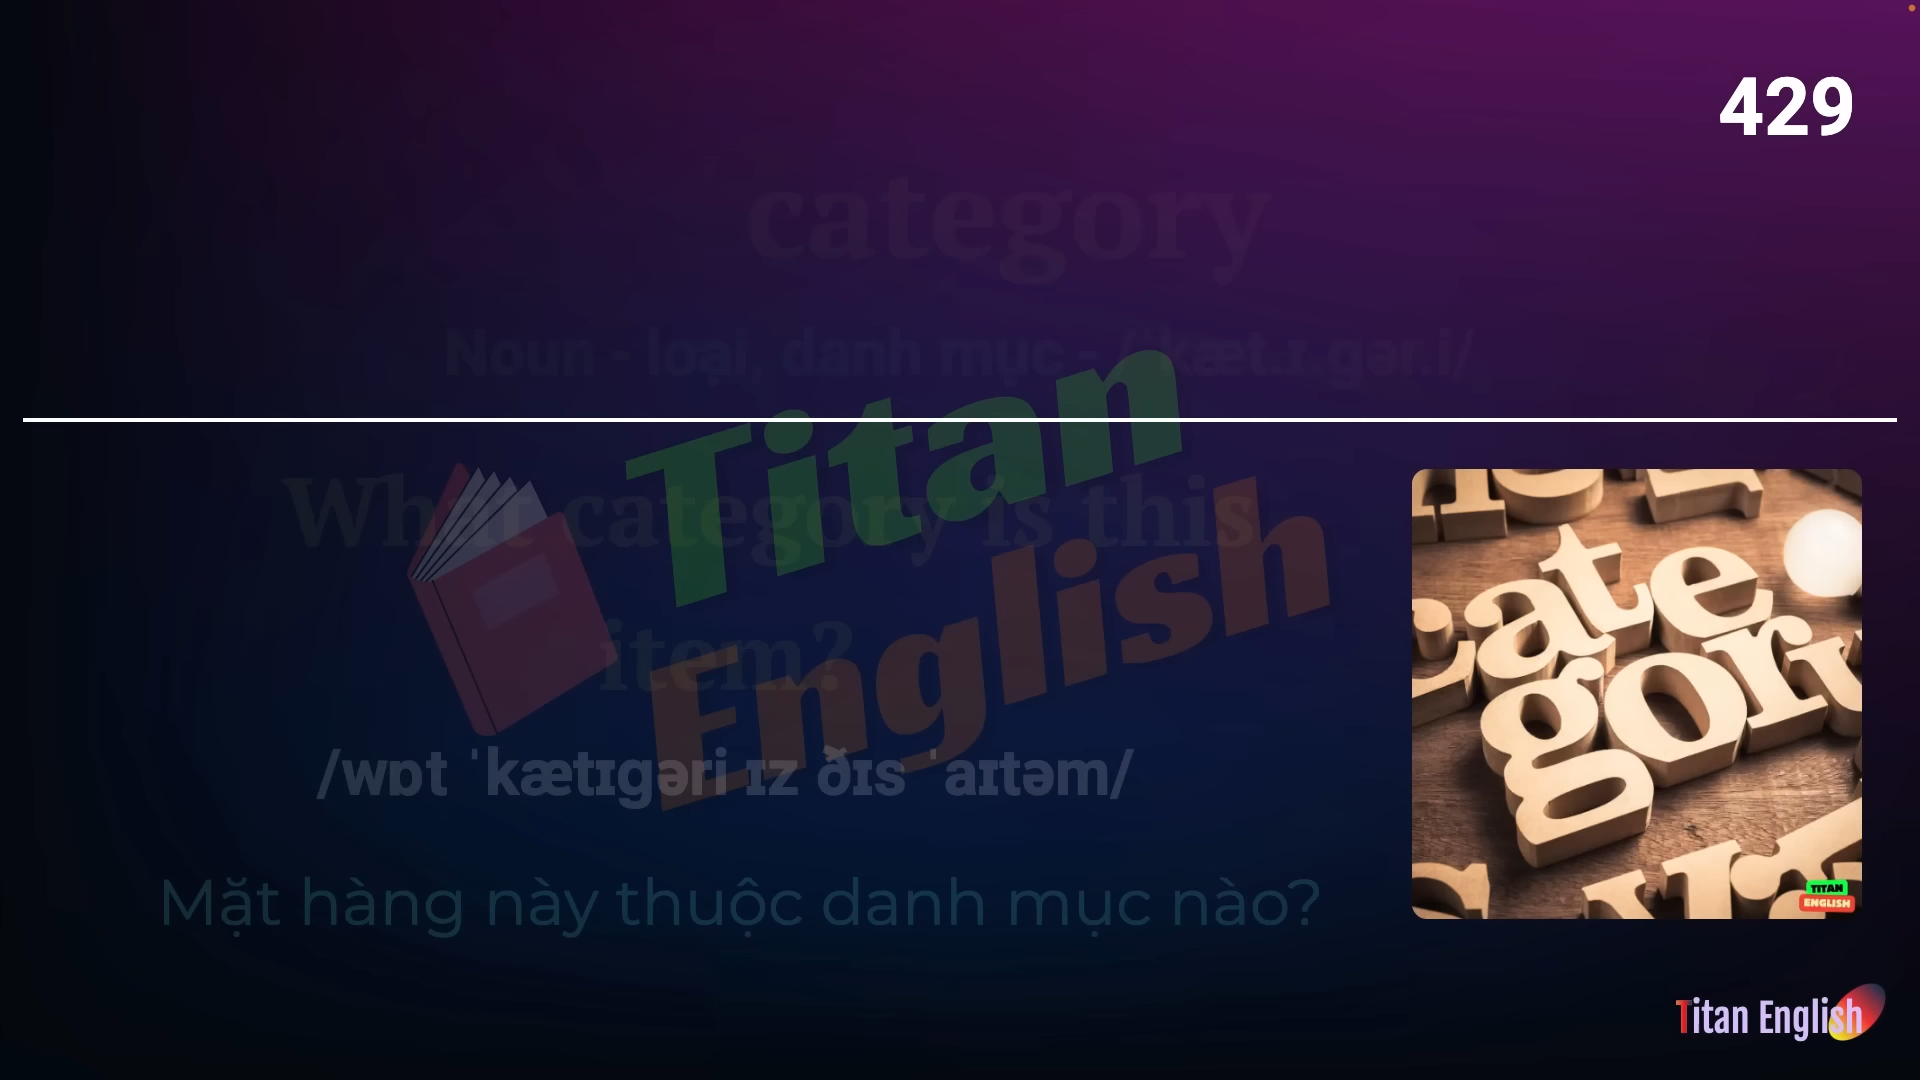 429
category
Noun - loại, danh mục - /ˈkæt.ɪ.gər.i/
What category is this
item?
/wɒt ˈkætɪgəri ɪz ðɪs ˈaɪtəm/
Mặt hàng này thuộc danh mục nào?
Titan
English
cate
gory
TITAN
ENGLISH
Titan English